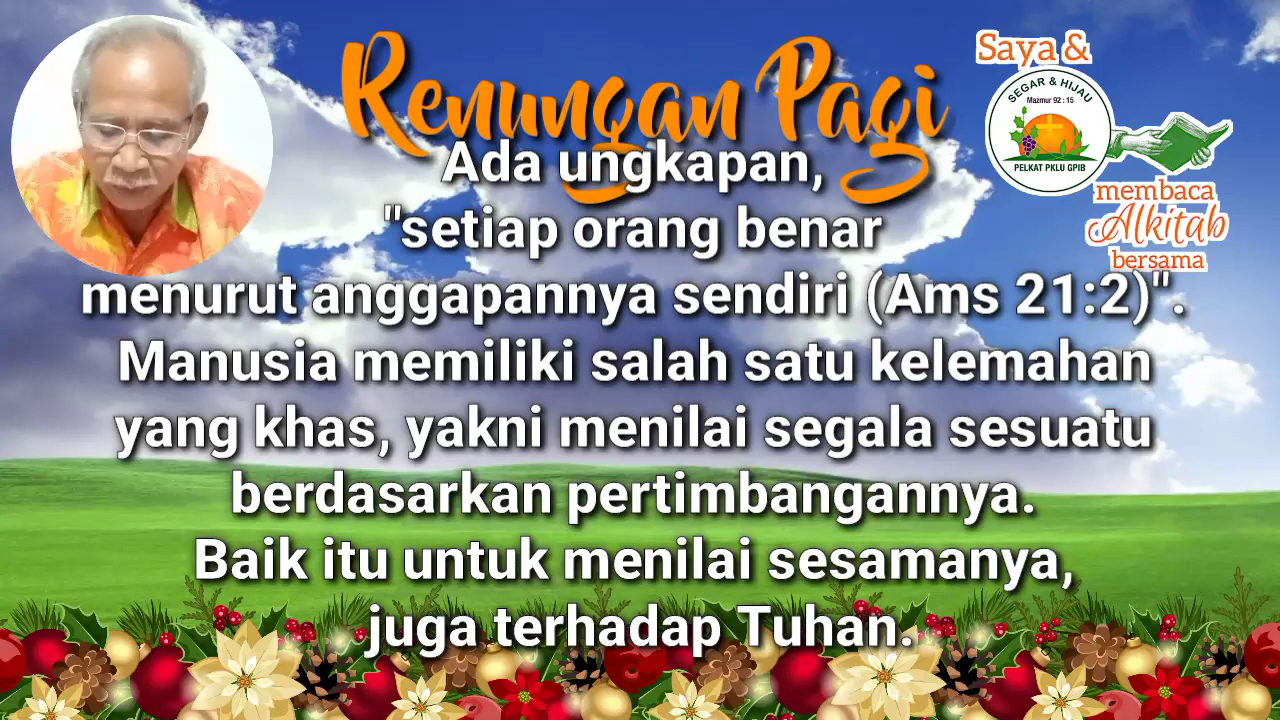 Renungan Pagi
Saya &
SEGAR & HIJAU
Mazmur 92 : 15
PELKAT PKLU GPIB
membaca
Alkitab
bersama
Ada ungkapan,
"setiap orang benar
menurut anggapannya sendiri (Ams 21:2)".
Manusia memiliki salah satu kelemahan
yang khas, yakni menilai segala sesuatu
berdasarkan pertimbangannya.
Baik itu untuk menilai sesamanya,
juga terhadap Tuhan.